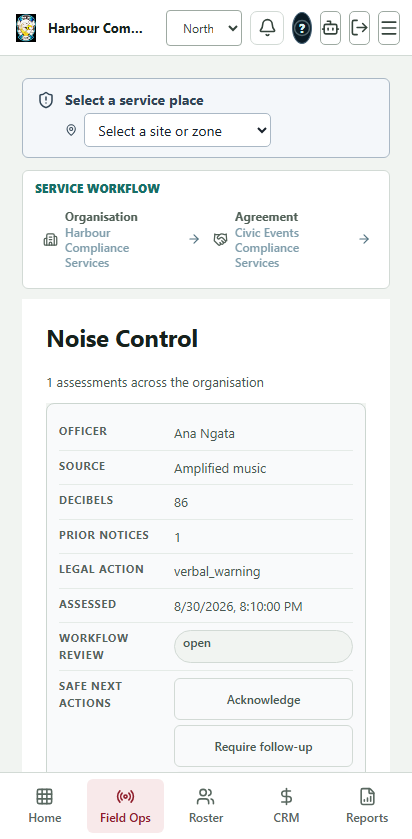 Harbour Com...
North
?
Select a service place
Select a site or zone
SERVICE WORKFLOW
Organisation
Harbour
Compliance
Services
Agreement
Civic Events
Compliance
Services
Noise Control
1 assessments across the organisation
OFFICER
Ana Ngata
SOURCE
Amplified music
DECIBELS
86
PRIOR NOTICES
1
LEGAL ACTION
verbal_warning
ASSESSED
8/30/2026, 8:10:00 PM
WORKFLOW
REVIEW
open
SAFE NEXT
ACTIONS
Acknowledge
Require follow-up
Home
Field Ops
Roster
CRM
Reports